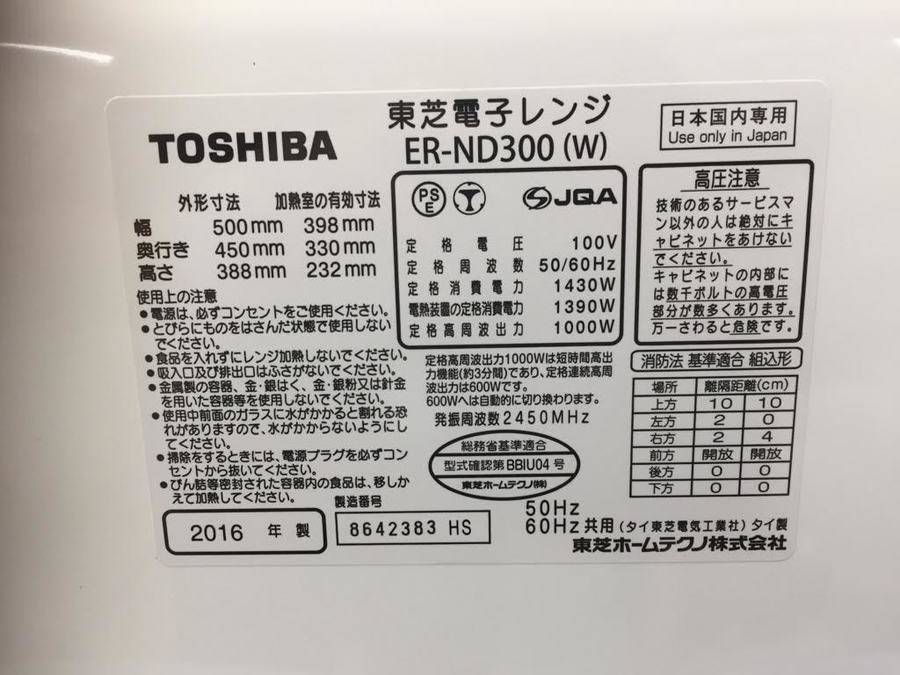 TOSHIBA
東芝電子レンジ
ER-ND300 (W)
日本国内専用
Use only in Japan
外形寸法 加熱室の有効寸法
幅 500mm 398mm
奥行き 450mm 330mm
高さ 388mm 232mm
使用上の注意
●電源は、必ずコンセントをご使用ください。
●とびらにものをはさんだ状態で使用しない
でください。
●食品を入れずにレンジ加熱しないでください。
●吸入口及び排出口はふさがないでください。
●金属製の容器、金・銀はく、金・銀粉又は針金
を用いた容器等を使用しないでください。
●使用中前面のガラスに水がかかると割れる恐
れがありますので、水がかからないようにし
てください。
●掃除をするときには、電源プラグを必ずコン
セントから抜いてください。
●びん詰等密封された容器内の食品は、移しか
えて加熱してください。
2016 年 製
製造番号
8642383 HS
PS
E
JQA
定格電圧 100V
定格周波数 50/60Hz
定格消費電力 1430W
電熱装置の定格消費電力 1390W
定格高周波出力 1000W
定格高周波出力1000Wは短時間高出
力機能(約3分間)であり、定格連続高周
波出力は600Wです。
600Wへは自動的に切り換わります。
発振周波数2450MHz
総務省基準適合
型式確認第BBIU04号
東芝ホームテクノ(株)
高圧注意
技術のあるサービスマ
ン以外の人は絶対にキ
ャビネットをあけない
でください。
キャビネットの内部に
は数千ボルトの高電圧
部分が数多くあります。
万一さわると危険です。
消防法 基準適合 組込形
場所 離隔距離(cm)
上方 10 10
左方 2 0
右方 2 4
前方 開放 開放
後方 0 0
下方 0 0
50Hz
60Hz共用 (タイ東芝電気工業社) タイ製
東芝ホームテクノ株式会社